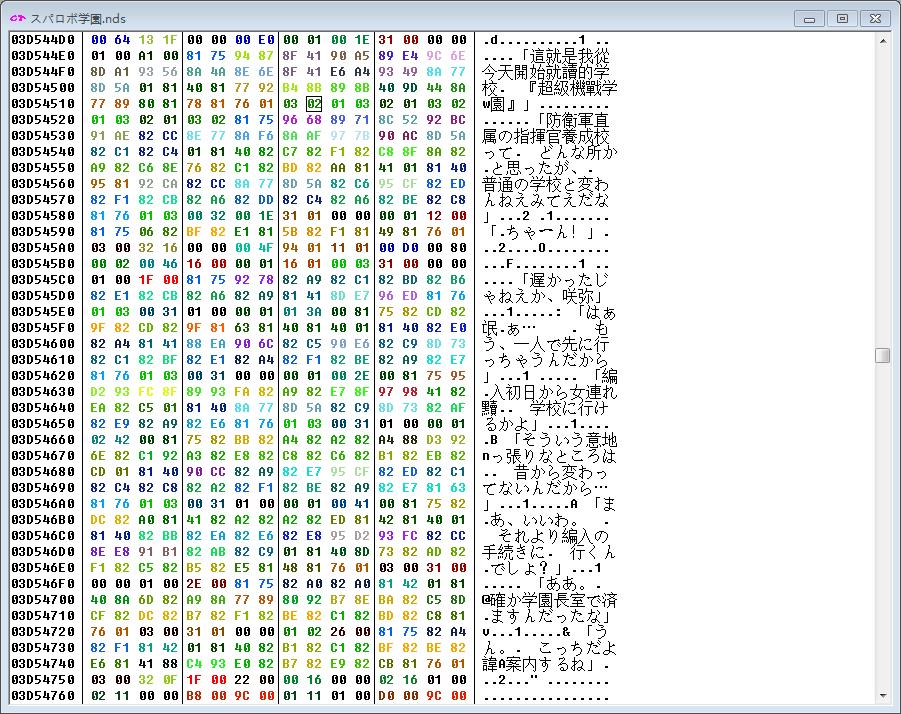 スパロボ学園.nds
03D544D0 00 64 13 1F 00 00 00 E0 00 01 00 1E 31 00 00 00 .d..........1 ..
03D544E0 01 00 A1 00 81 75 94 87 8F 41 90 A5 89 E4 9C 6E ....「這就是我從
03D544F0 8D A1 93 56 8A 4A 8E 6E 8F 41 E6 A4 93 49 8A 77 今天開始就讀的学
03D54500 8D 5A 01 81 40 81 77 92 B4 8B 89 8B 40 9D 44 8A 校. 『超級機戰学
03D54510 77 89 80 81 78 81 76 01 03 02 01 03 02 01 03 02 w園』」.........
03D54520 01 03 02 01 03 02 81 75 96 68 89 71 8C 52 92 BC ......「防衛軍直
03D54530 91 AE 82 CC 8E 77 8A F6 8A AF 97 7B 90 AC 8D 5A 属の指揮官養成校
03D54540 82 C1 82 C4 01 81 40 82 C7 82 F1 82 C8 8F 8A 82 って. どんな所か
03D54550 A9 82 C6 8E 76 82 C1 82 BD 82 AA 81 41 01 81 40 .と思ったが、.
03D54560 95 81 92 CA 82 CC 8A 77 8D 5A 82 C6 95 CF 82 ED 普通の学校と変わ
03D54570 82 F1 82 CB 82 A6 82 DD 82 C4 82 A6 82 BE 82 C8 んねえみてえだな
03D54580 81 76 01 03 00 32 00 1E 31 01 00 00 00 01 12 00 」...2 .1.......
03D54590 81 75 06 82 BF 82 E1 81 5B 82 F1 81 49 81 76 01 「.ちゃーん！」.
03D545A0 03 00 32 16 00 00 00 4F 94 01 11 01 00 D0 00 80 ..2....O........
03D545B0 00 02 00 46 16 00 00 01 16 01 00 03 31 00 00 00 ...F........1 ..
03D545C0 01 00 1F 00 81 75 92 78 82 A9 82 C1 82 BD 82 B6 ....「遅かったじ
03D545D0 82 E1 82 CB 82 A6 82 A9 81 41 8D E7 96 ED 81 76 ゃねえか、咲弥」
03D545E0 01 03 00 31 01 00 00 01 01 3A 00 81 75 82 CD 82 ...1.....: 「はぁ
03D545F0 9F 82 CD 82 9F 81 63 81 40 81 40 01 81 40 82 E0 氓.ぁ…　　. も
03D54600 82 A4 81 41 88 EA 90 6C 82 C5 90 E6 82 C9 8D 73 う、一人で先に行
03D54610 82 C1 82 BF 82 E1 82 A4 82 F1 82 BE 82 A9 82 E7 っちゃうんだから
03D54620 81 76 01 03 00 31 00 00 00 01 00 2E 00 81 75 95 」...1 ..... 「編
03D54630 D2 93 FC 8F 89 93 FA 82 A9 82 E7 8F 97 98 41 82 .入初日から女連れ
03D54640 EA 82 C5 01 81 40 8A 77 8D 5A 82 C9 8D 73 82 AF 黷.. 学校に行け
03D54650 82 E9 82 A9 82 E6 81 76 01 03 00 31 01 00 00 01 るかよ」...1....
03D54660 02 42 00 81 75 82 BB 82 A4 82 A2 82 A4 88 D3 92 .B 「そういう意地
03D54670 6E 82 C1 92 A3 82 E8 82 C8 82 C6 82 B1 82 EB 82 nっ張りなところは
03D54680 CD 01 81 40 90 CC 82 A9 82 E7 95 CF 82 ED 82 C1 .. 昔から変わっ
03D54690 82 C4 82 C8 82 A2 82 F1 82 BE 82 A9 82 E7 81 63 てないんだから…
03D546A0 81 76 01 03 00 31 01 00 00 01 00 41 00 81 75 82 」...1.....A 「ま
03D546B0 DC 82 A0 81 41 82 A2 82 A2 82 ED 81 42 81 40 01 .あ、いいわ。　.
03D546C0 81 40 82 BB 82 EA 82 E6 82 E8 95 D2 93 FC 82 CC 　それより編入の
03D546D0 8E E8 91 B1 82 AB 82 C9 01 81 40 8D 73 82 AD 82 手続きに. 行くん
03D546E0 F1 82 C5 82 B5 82 E5 81 48 81 76 01 03 00 31 00 .でしょ？」...1
03D546F0 00 00 01 00 2E 00 81 75 82 A0 82 A0 81 42 01 81 ..... 「ああ。.
03D54700 40 8A 6D 82 A9 8A 77 89 80 92 B7 8E BA 82 C5 8D @確か学園長室で済
03D54710 CF 82 DC 82 B7 82 F1 82 BE 82 C1 82 BD 82 C8 81 .ますんだったな」
03D54720 76 01 03 00 31 01 00 00 01 02 26 00 81 75 82 A4 v...1.....& 「う
03D54730 82 F1 81 42 01 81 40 82 B1 82 C1 82 BF 82 BE 82 ん。. こっちだよ
03D54740 E6 81 41 88 C4 93 E0 82 B7 82 E9 82 CB 81 76 01 諱A案内するね」.
03D54750 03 00 32 0F 1F 00 22 00 00 16 00 00 02 16 01 00 ..2..." ........
03D54760 02 11 00 00 B8 00 9C 00 01 11 01 00 D0 00 9C 00 ................